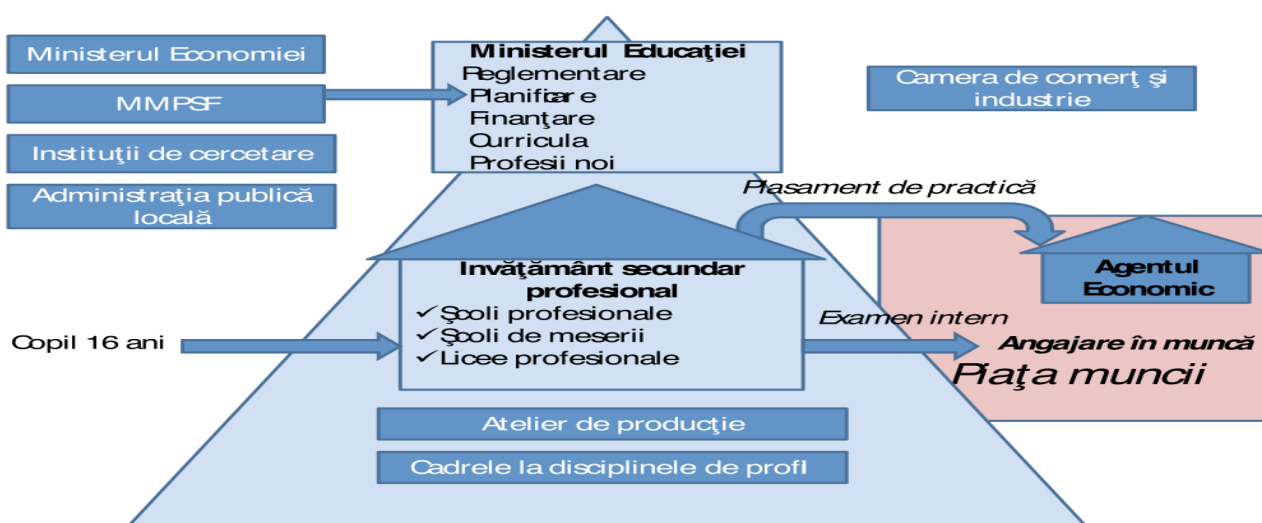 Ministerul Economiei
MMPSF
Instituţii de cercetare
Administraţia publică
locală
Ministerul Educaţiei
Reglementare
Planificare
Finanţare
Curricula
Profesii noi
Camera de comerţ şi
industrie
Plasament de practică
Invăţământ secundar
profesional
✓Şcoli profesionale
✓Şcoli de meserii
✓Licee profesionale
Agentul
Economic
Copil 16 ani
Examen intern
Angajare în muncă
Piaţa muncii
Atelier de producţie
Cadrele la disciplinele de profl